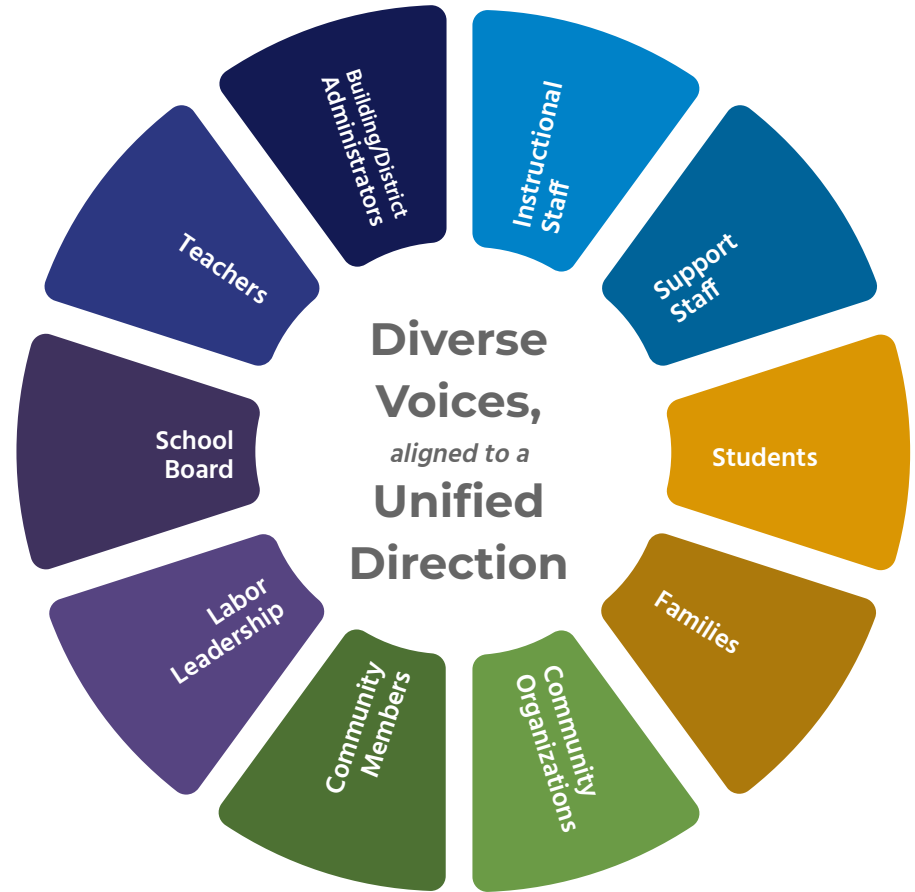 Diverse
Voices,
aligned to a
Unified
Direction
Building/District
Administrators
Instructional
Staff
Support
Staff
Students
Families
Community
Organizations
Community
Members
Labor
Leadership
School
Board
Teachers